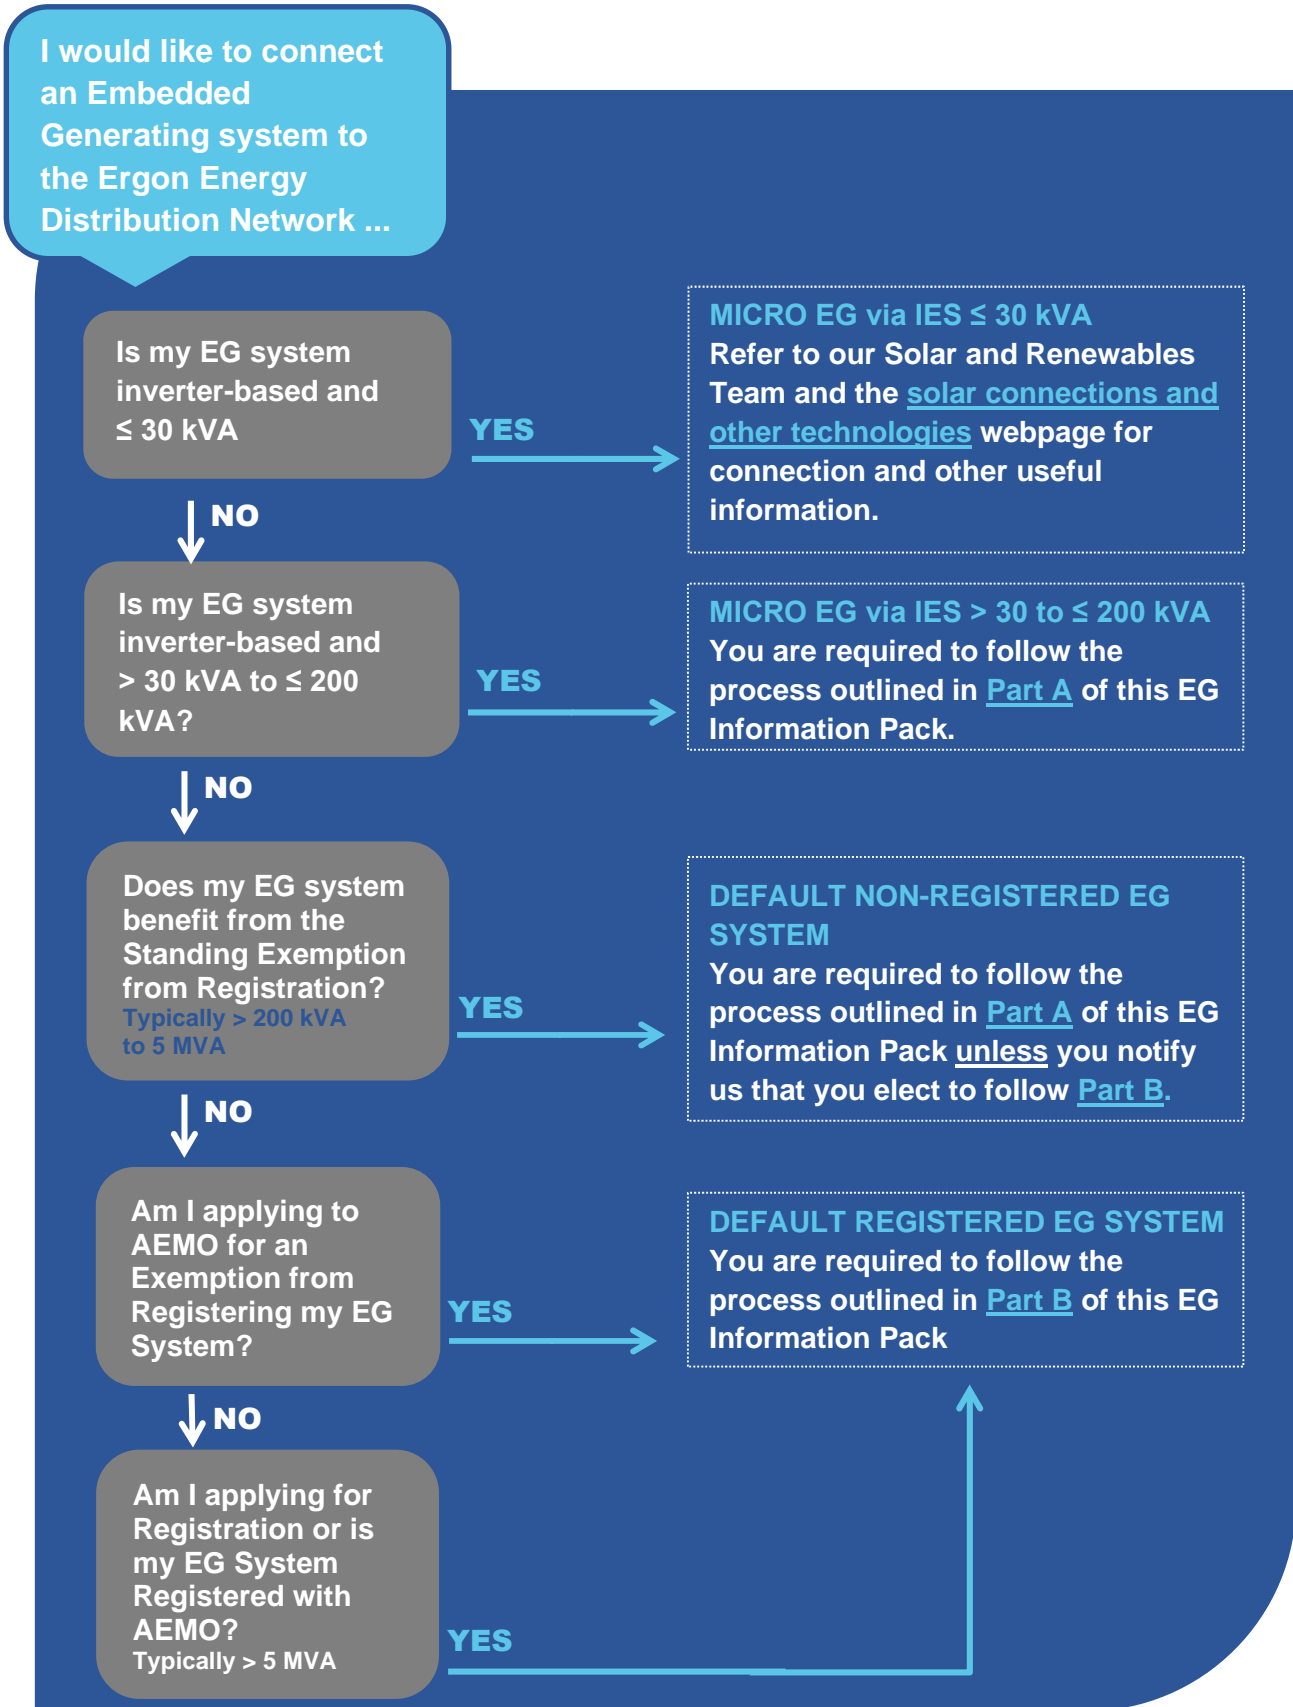 I would like to connect
an Embedded
Generating system to
the Ergon Energy
Distribution Network ...
Is my EG system
inverter-based and
≤ 30 kVA
YES
MICRO EG via IES ≤ 30 kVA
Refer to our Solar and Renewables
Team and the solar connections and
other technologies webpage for
connection and other useful
information.
NO
Is my EG system
inverter-based and
> 30 kVA to ≤ 200
kVA?
YES
MICRO EG via IES > 30 to ≤ 200 kVA
You are required to follow the
process outlined in Part A of this EG
Information Pack.
NO
Does my EG system
benefit from the
Standing Exemption
from Registration?
Typically > 200 kVA
to 5 MVA
YES
DEFAULT NON-REGISTERED EG
SYSTEM
You are required to follow the
process outlined in Part A of this EG
Information Pack unless you notify
us that you elect to follow Part B.
NO
Am I applying to
AEMO for an
Exemption from
Registering my EG
System?
YES
DEFAULT REGISTERED EG SYSTEM
You are required to follow the
process outlined in Part B of this EG
Information Pack
NO
Am I applying for
Registration or is
my EG System
Registered with
AEMO?
Typically > 5 MVA
YES